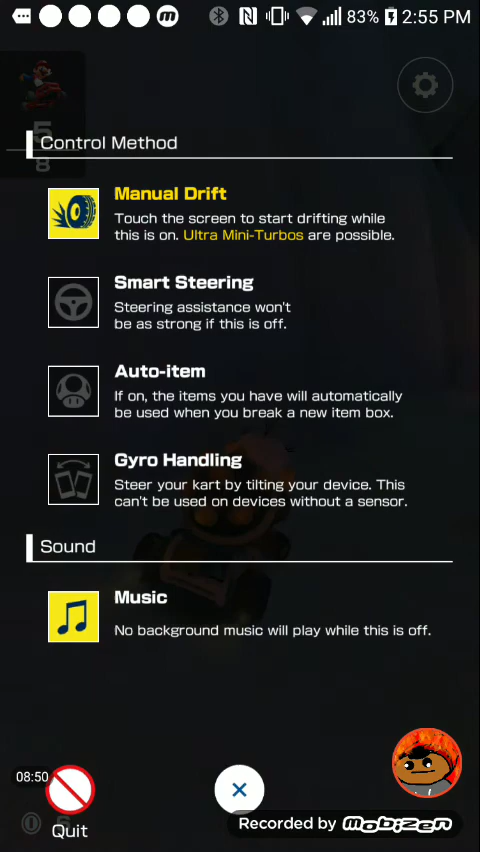 83% 2:55 PM
5
8
Control Method
Manual Drift
Touch the screen to start drifting while
this is on. Ultra Mini-Turbos are possible.
Smart Steering
Steering assistance won't
be as strong if this is off.
Auto-item
If on, the items you have will automatically
be used when you break a new item box.
Gyro Handling
Steer your kart by tilting your device. This
can't be used on devices without a sensor.
Sound
Music
No background music will play while this is off.
08:50
Quit
Recorded by mobizen